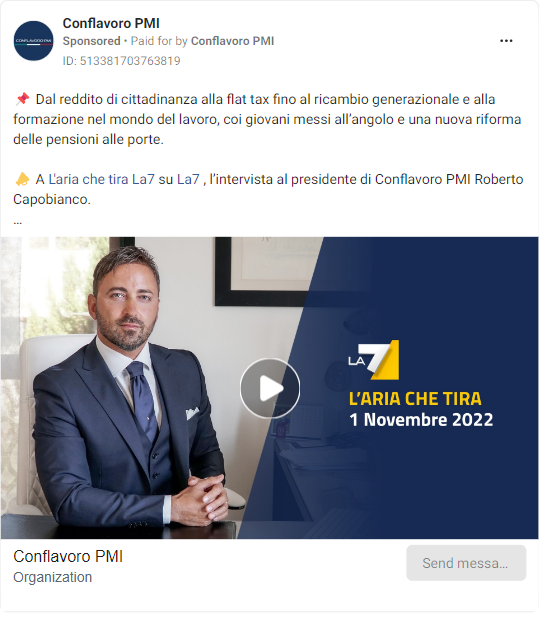 Conflavoro PMI
Sponsored • Paid for by Conflavoro PMI
ID: 513381703763819
📌 Dal reddito di cittadinanza alla flat tax fino al ricambio generazionale e alla
formazione nel mondo del lavoro, coi giovani messi all’angolo e una nuova riforma
delle pensioni alle porte.
📣 A L'aria che tira La7 su La7 , l’intervista al presidente di Conflavoro PMI Roberto
Capobianco.
...
CONFLAVORO PMI
LA7
L’ARIA CHE TIRA
1 Novembre 2022
Conflavoro PMI
Organization
Send messa...